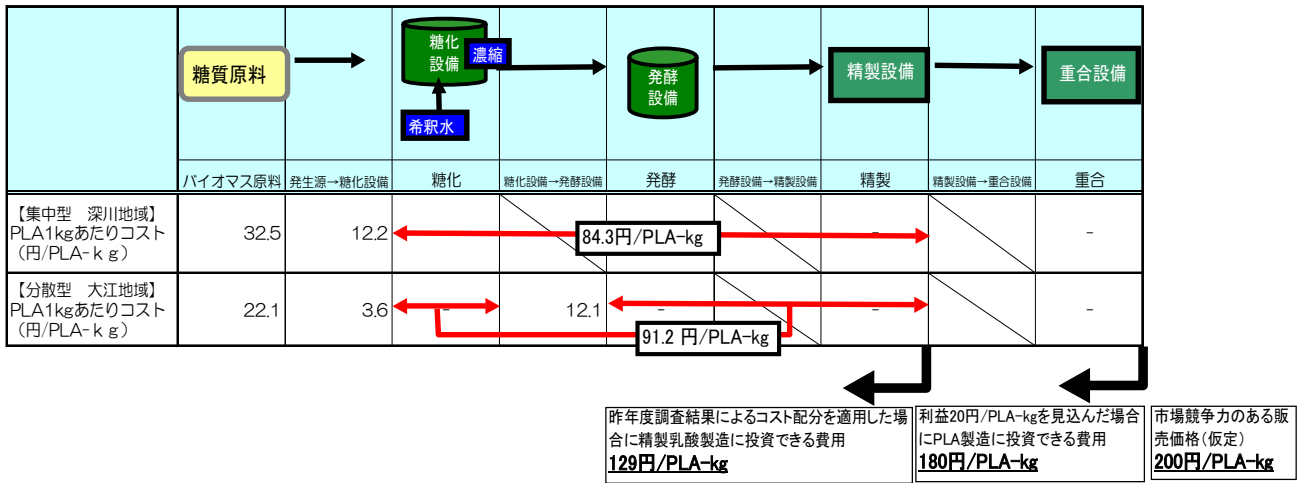 糖質原料
糖化
設備
濃縮
希釈水
発酵
設備
精製設備
重合設備
バイオマス原料
発生源→糖化設備
糖化
糖化設備→発酵設備
発酵
発酵設備→精製設備
精製
精製設備→重合設備
重合
【集中型 深川地域】
PLA1kgあたりコスト
(円/PLA-ｋｇ)
32.5
12.2
84.3円/PLA-kg
-
-
【分散型 大江地域】
PLA1kgあたりコスト
(円/PLA-ｋｇ)
22.1
3.6
-
12.1
-
-
-
91.2 円/PLA-kg
昨年度調査結果によるコスト配分を適用した場
合に精製乳酸製造に投資できる費用
129円/PLA-kg
利益20円/PLA-kgを見込んだ場合
にPLA製造に投資できる費用
180円/PLA-kg
市場競争力のある販
売価格(仮定)
200円/PLA-kg